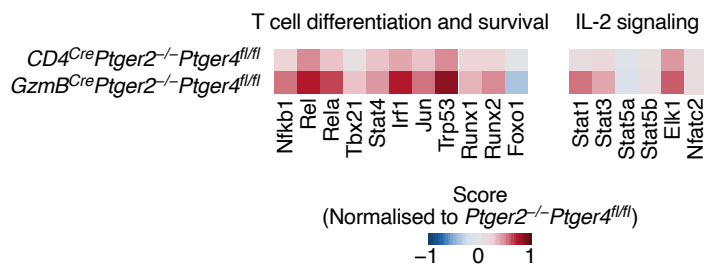 T cell differentiation and survival IL-2 signaling
CD4^Cre Ptger2^–/– Ptger4^fl/fl
GzmB^Cre Ptger2^–/– Ptger4^fl/fl
Nfkb1 Rel Rela Tbx21 Stat4 Irf1 Jun Trp53 Runx1 Runx2 Foxo1 Stat1 Stat3 Stat5a Stat5b Elk1 Nfatc2
Score
(Normalised to Ptger2^–/– Ptger4^fl/fl)
–1 0 1